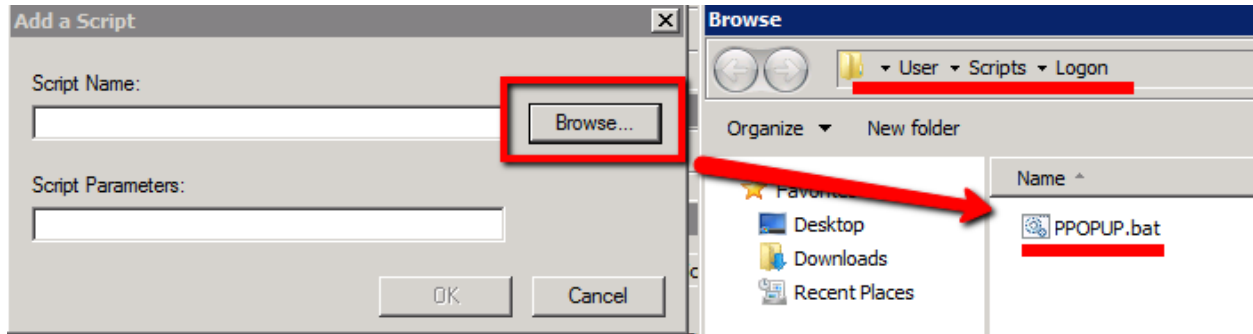 Add a Script
Script Name:
Browse...
Script Parameters:
OK
Cancel
Browse
User Scripts Logon
Organize
New folder
Name
Favorites
Desktop
PPOPUP.bat
Downloads
Recent Places